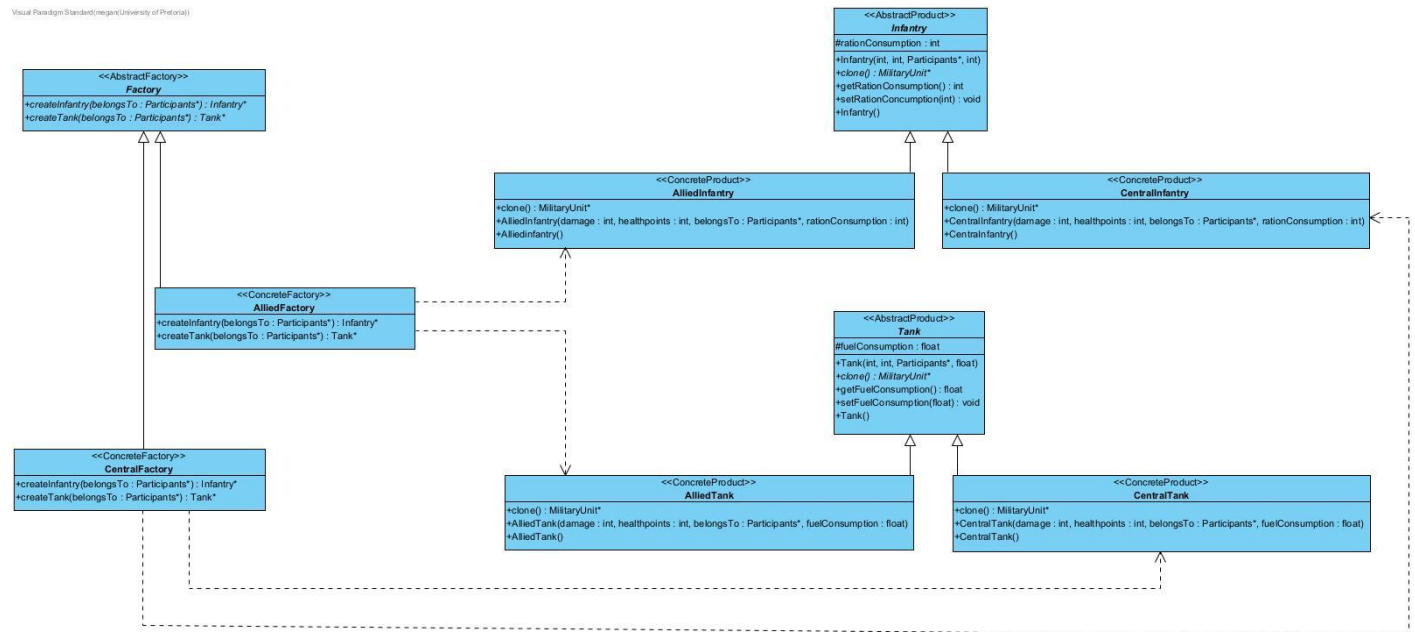 Visual Paradigm Standard(megan(University of Pretoria))
<<AbstractProduct>>
Infantry
#rationConsumption : int
+Infantry(int, int, Participants*, int)
+clone() : MilitaryUnit*
+getRationConsumption() : int
+setRationConcumption(int) : void
+Infantry()
<<AbstractFactory>>
Factory
+createInfantry(belongsTo : Participants*) : Infantry*
+createTank(belongsTo : Participants*) : Tank*
<<ConcreteProduct>>
AlliedInfantry
+clone() : MilitaryUnit*
+AlliedInfantry(damage : int, healthpoints : int, belongsTo : Participants*, rationConsumption : int)
+Alliedinfantry()
<<ConcreteProduct>>
CentralInfantry
+clone() : MilitaryUnit*
+CentralInfantry(damage : int, healthpoints : int, belongsTo : Participants*, rationConsumption : int)
+CentraInfantry()
<<ConcreteFactory>>
AlliedFactory
+createInfantry(belongsTo : Participants*) : Infantry*
+createTank(belongsTo : Participants*) : Tank*
<<AbstractProduct>>
Tank
#fuelConsumption : float
+Tank(int, int, Participants*, float)
+clone() : MilitaryUnit*
+getFuelConsumption() : float
+setFuelConsumption(float) : void
+Tank()
<<ConcreteFactory>>
CentralFactory
+createInfantry(belongsTo : Participants*) : Infantry*
+createTank(belongsTo : Participants*) : Tank*
<<ConcreteProduct>>
AlliedTank
+clone() : MilitaryUnit*
+AlliedTank(damage : int, healthpoints : int, belongsTo : Participants*, fuelConsumption : float)
+AlliedTank()
<<ConcreteProduct>>
CentralTank
+clone() : MilitaryUnit*
+CentralTank(damage : int, healthpoints : int, belongsTo : Participants*, fuelConsumption : float)
+CentralTank()